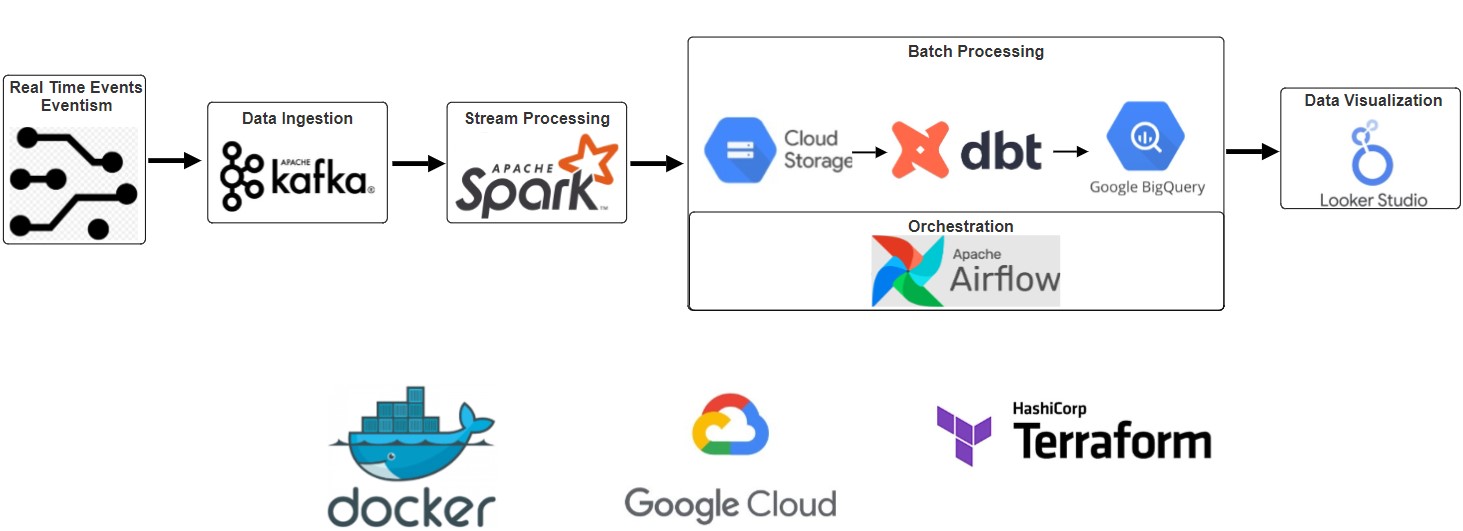 Real Time Events
Eventism
Data Ingestion
APACHE
kafka®
Stream Processing
APACHE
Spark™
Batch Processing
Cloud
Storage
dbt
Google BigQuery
Orchestration
Apache
Airflow
Data Visualization
Looker Studio
docker
Google Cloud
HashiCorp
Terraform